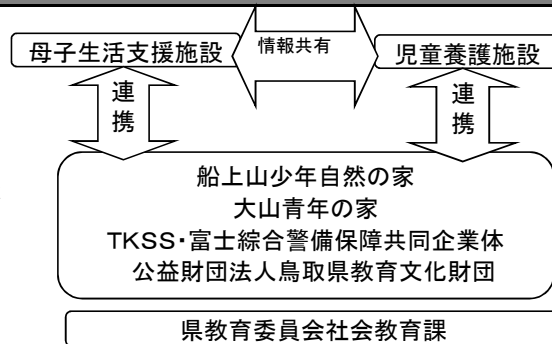 母子生活支援施設
情報共有
児童養護施設
連携
連携
船上山少年自然の家
大山青年の家
TKSS・富士綜合警備保障共同企業体
公益財団法人鳥取県教育文化財団
県教育委員会社会教育課